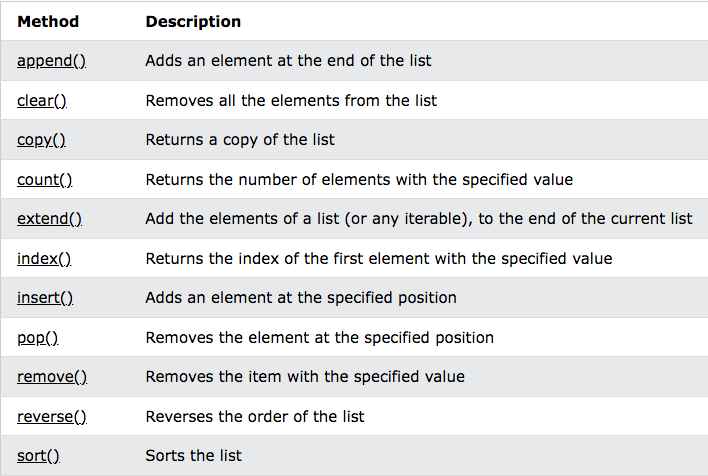 Method Description
append() Adds an element at the end of the list
clear() Removes all the elements from the list
copy() Returns a copy of the list
count() Returns the number of elements with the specified value
extend() Add the elements of a list (or any iterable), to the end of the current list
index() Returns the index of the first element with the specified value
insert() Adds an element at the specified position
pop() Removes the element at the specified position
remove() Removes the item with the specified value
reverse() Reverses the order of the list
sort() Sorts the list